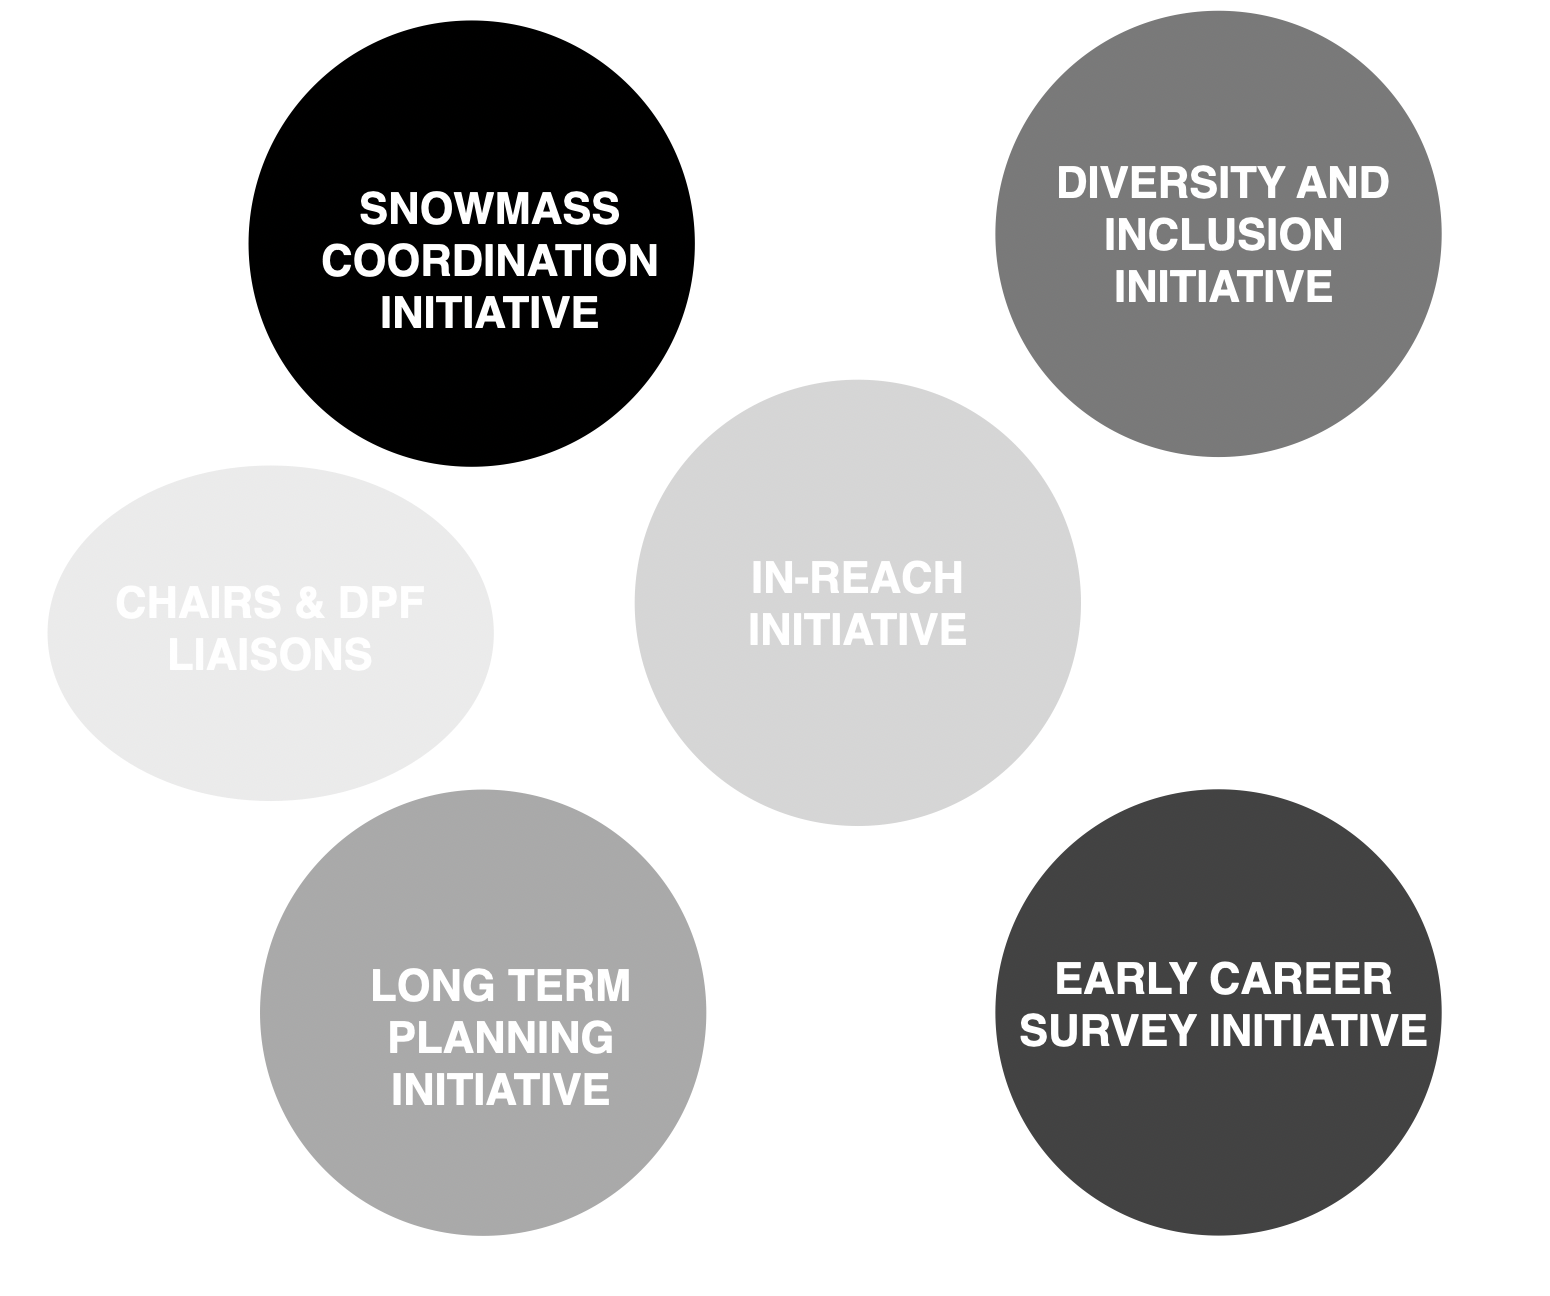 SNOWMASS
COORDINATION
INITIATIVE
DIVERSITY AND
INCLUSION
INITIATIVE
CHAIRS & DPF
LIAISONS
IN-REACH
INITIATIVE
LONG TERM
PLANNING
INITIATIVE
EARLY CAREER
SURVEY INITIATIVE